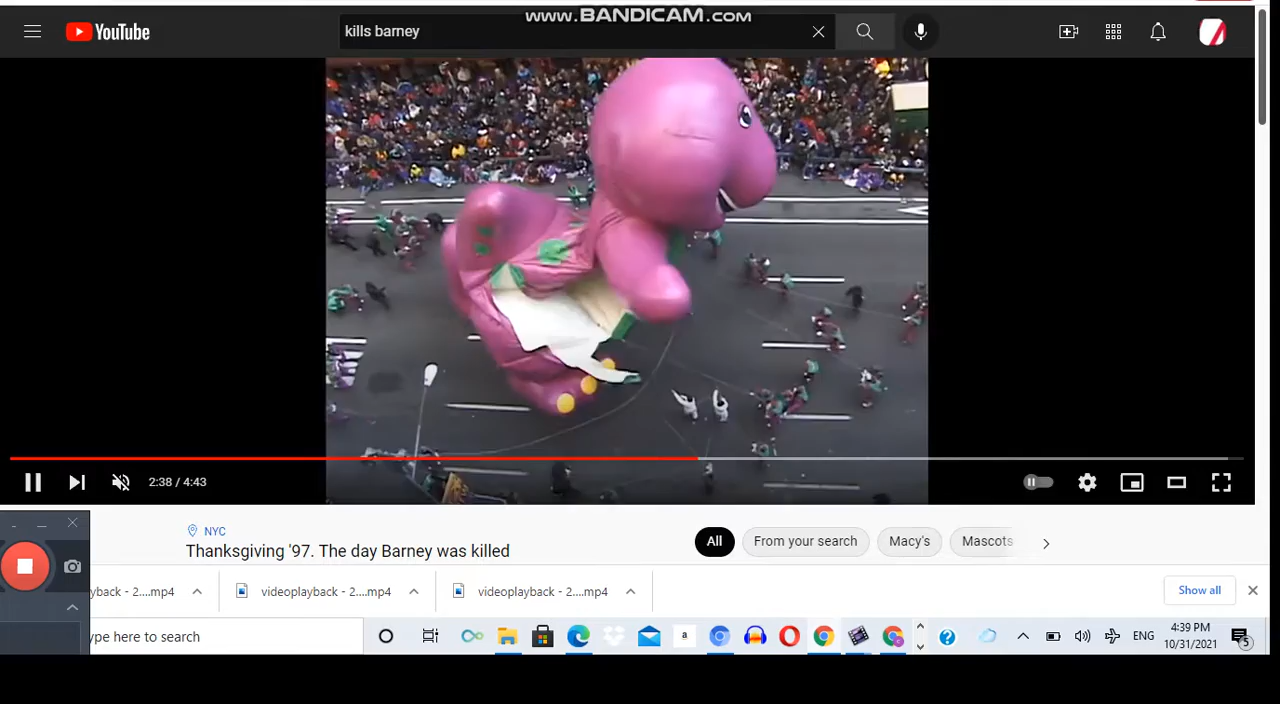 www.BANDICAM.com
YouTube
kills barney
2:38 / 4:43
NYC
Thanksgiving '97. The day Barney was killed
All
From your search
Macy's
Mascots
yback - 2....mp4
videoplayback - 2....mp4
videoplayback - 2....mp4
Show all
ype here to search
a
ENG
4:39 PM
10/31/2021
5